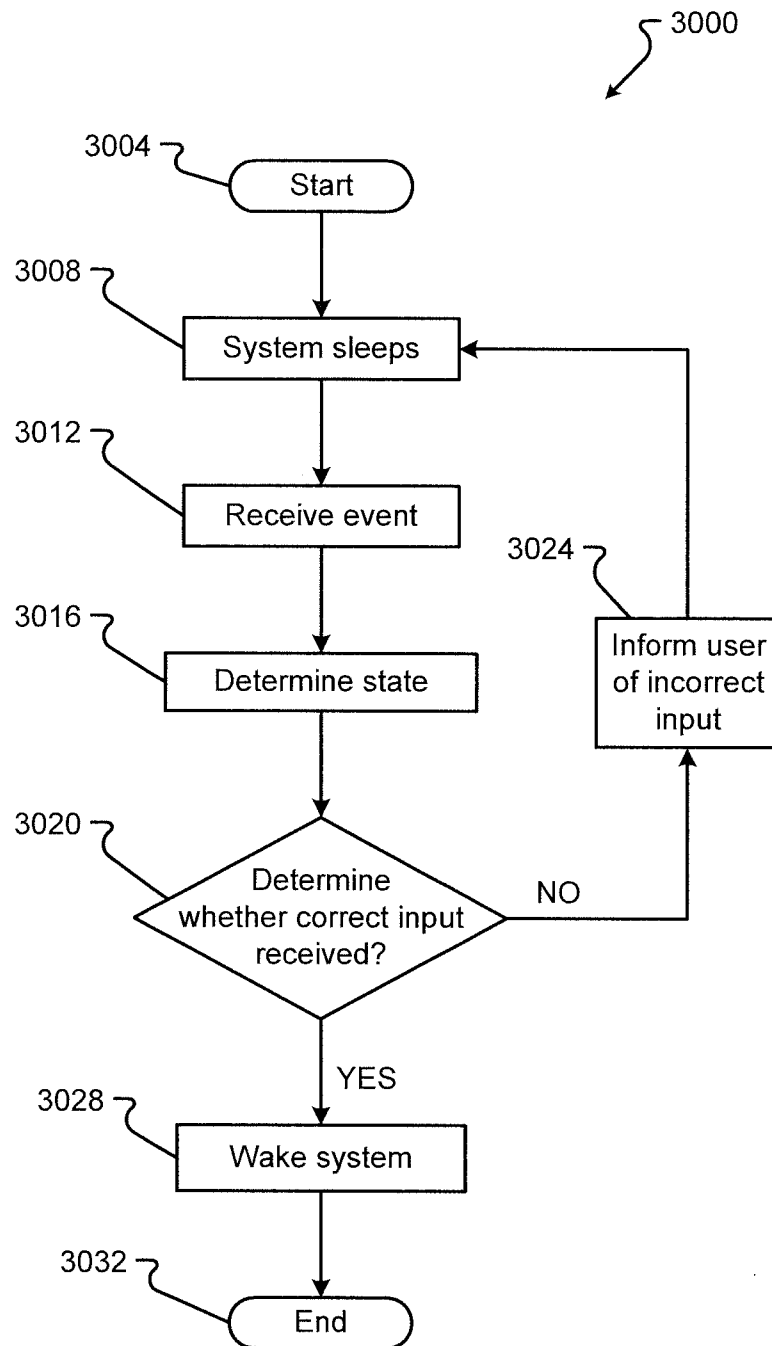 3000
3004
Start
3008
System sleeps
3012
Receive event
3024
3016
Determine state
Inform user
of incorrect
input
3020
Determine
whether correct input
received?
NO
YES
3028
Wake system
3032
End